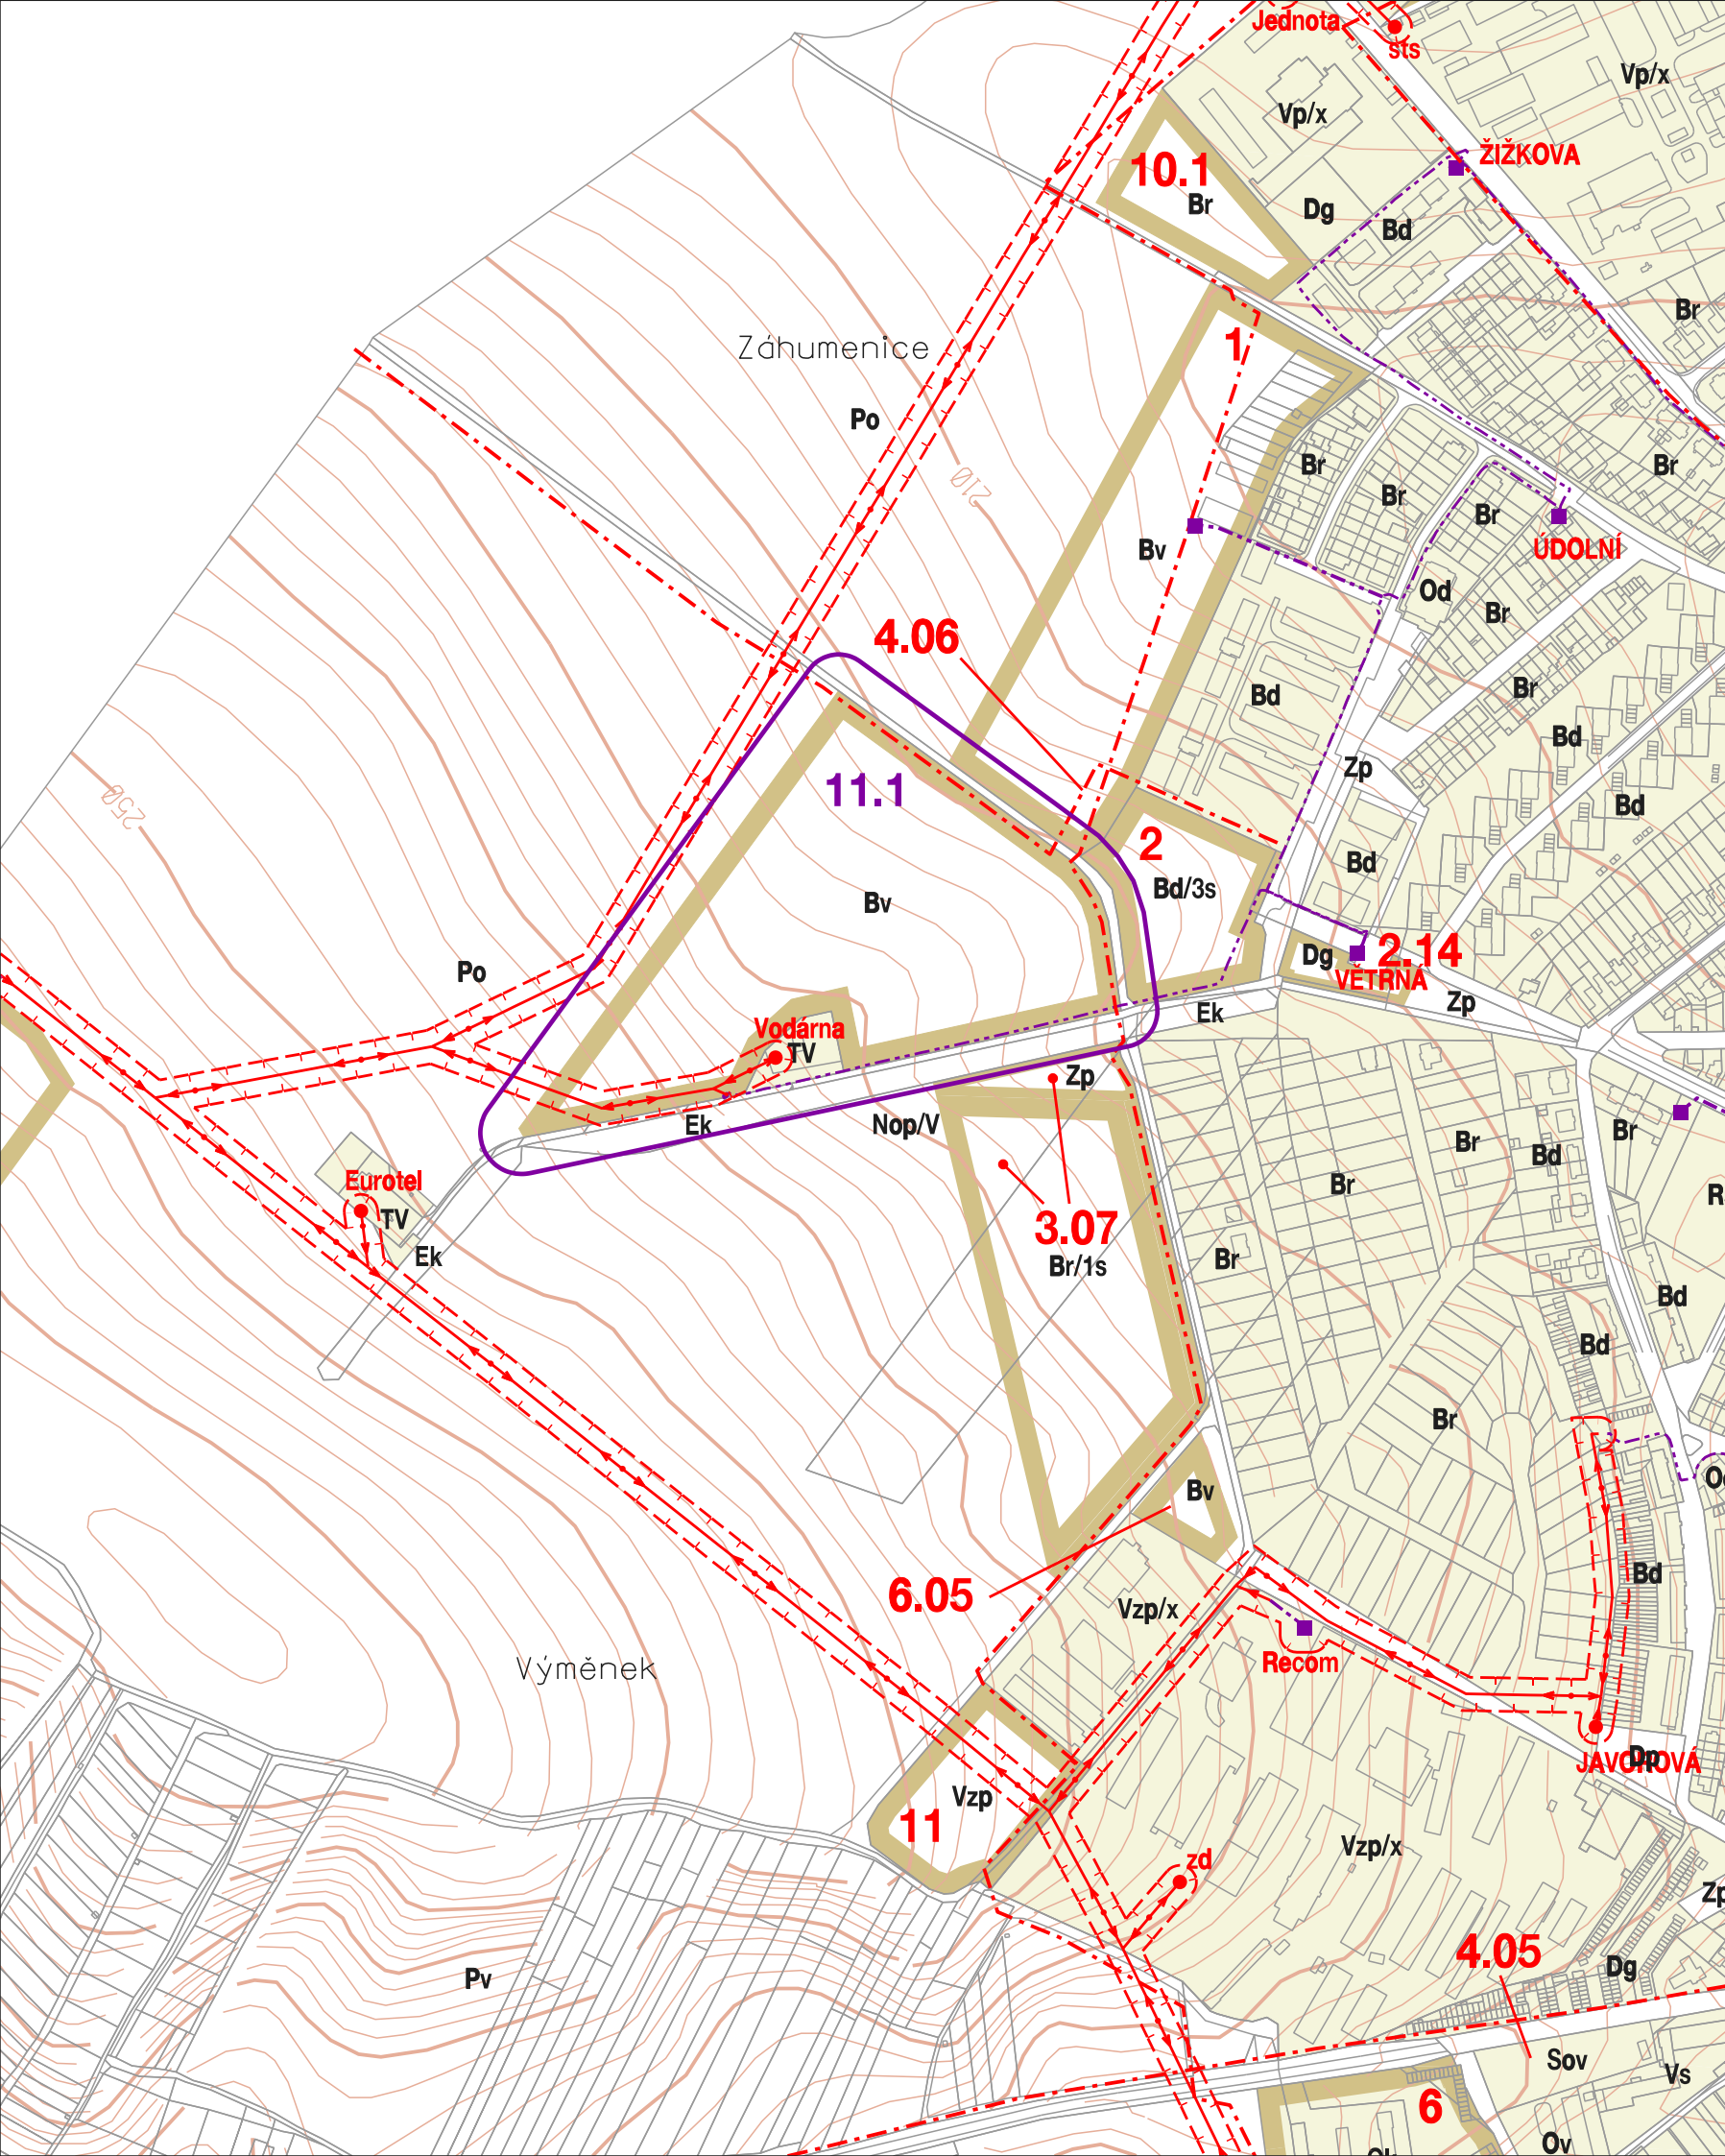 Jednota
sts
Vp/x
Vp/x
ŽIŽKOVA
10.1
Br
Dg
Bd
Br
Záhumenice
1
Po
Br
Br
Br
Br
210
ÚDOLNÍ
Bv
Od
Br
4.06
Br
Bd
Bd
Zp
11.1
250
Bd
2
Bd
Bd/3s
Bv
Dg
2.14
VĚTRNÁ
Po
Zp
Ek
Vodárna
TV
Zp
Ek
Nop/V
Br
Br
Bd
Eurotel
TV
Br
R
3.07
Ek
Br
Br/1s
Bd
Bd
Br
Bv
Bd
6.05
Vzp/x
Recom
Výměnek
JAVOROVÁ
Dp
Vzp
11
Vzp/x
zd
Zp
4.05
Dg
Pv
Sov
Vs
6
Ov